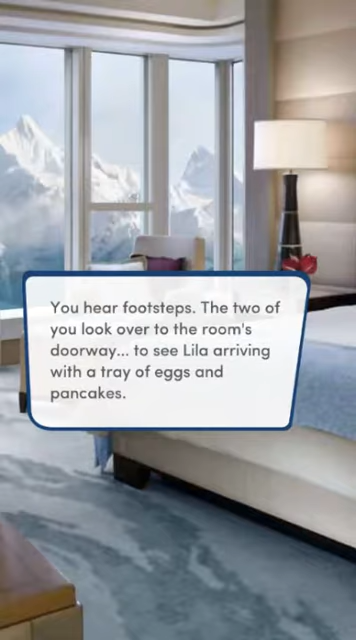 You hear footsteps. The two of
you look over to the room's
doorway... to see Lila arriving
with a tray of eggs and
pancakes.